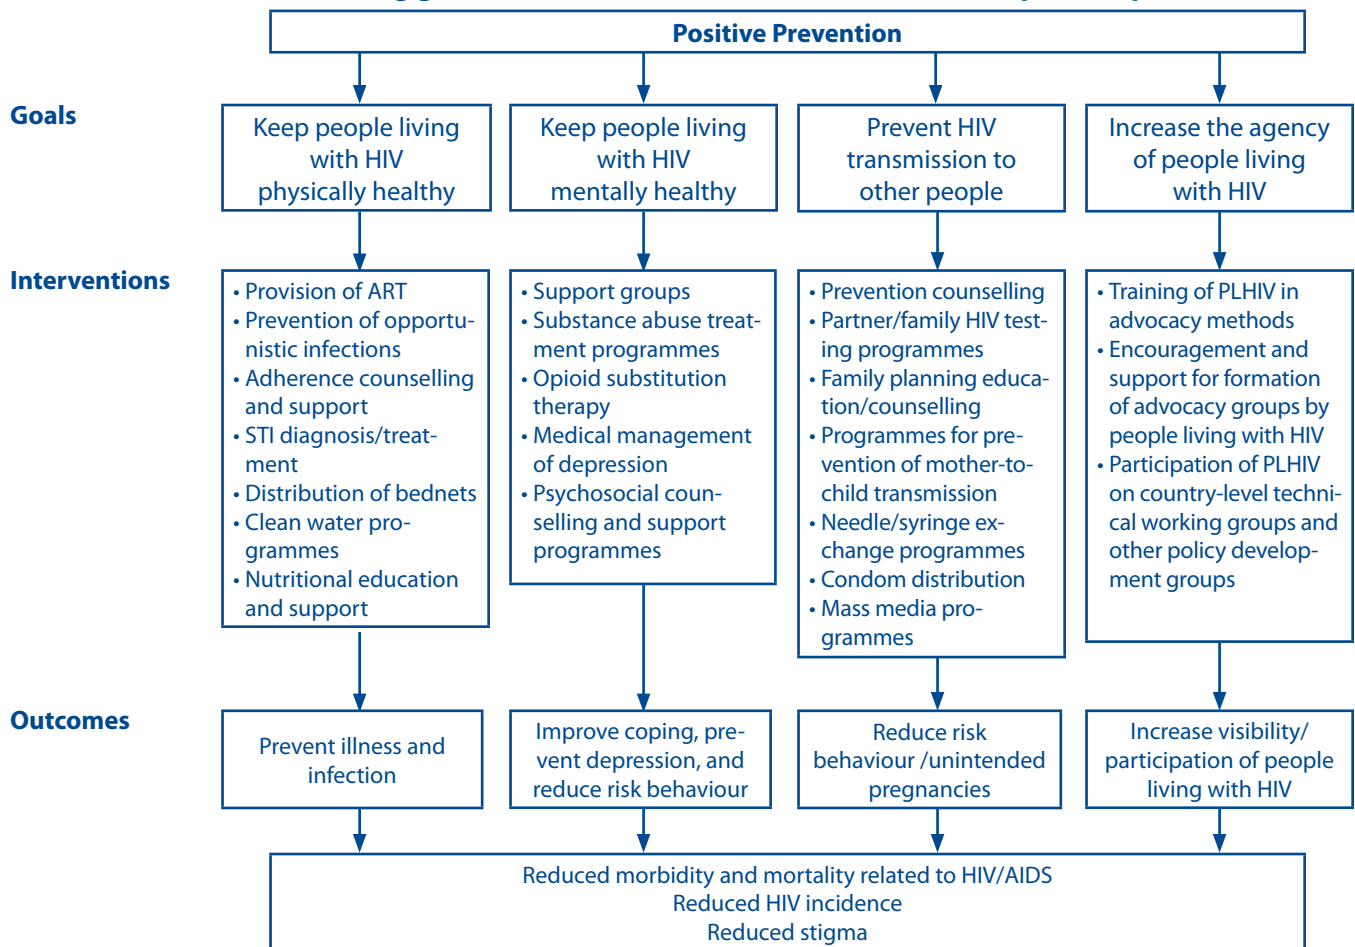 Positive Prevention
Goals
Keep people living
with HIV
physically healthy
Keep people living
with HIV
mentally healthy
Prevent HIV
transmission to
other people
Increase the agency
of people living
with HIV
Interventions
• Provision of ART
• Prevention of opportu-
nistic infections
• Adherence counselling
and support
• STI diagnosis/treat-
ment
• Distribution of bednets
• Clean water pro-
grammes
• Nutritional education
and support
• Support groups
• Substance abuse treat-
ment programmes
• Opioid substitution
therapy
• Medical management
of depression
• Psychosocial coun-
selling and support
programmes
• Prevention counselling
• Partner/family HIV test-
ing programmes
• Family planning educa-
tion/counselling
• Programmes for pre-
vention of mother-to-
child transmission
• Needle/syringe ex-
change programmes
• Condom distribution
• Mass media pro-
grammes
• Training of PLHIV in
advocacy methods
• Encouragement and
support for formation
of advocacy groups by
people living with HIV
• Participation of PLHIV
on country-level techni-
cal working groups and
other policy develop-
ment groups
Outcomes
Prevent illness and
infection
Improve coping, pre-
vent depression, and
reduce risk behaviour
Reduce risk
behaviour /unintended
pregnancies
Increase visibility/
participation of people
living with HIV
Reduced morbidity and mortality related to HIV/AIDS
Reduced HIV incidence
Reduced stigma